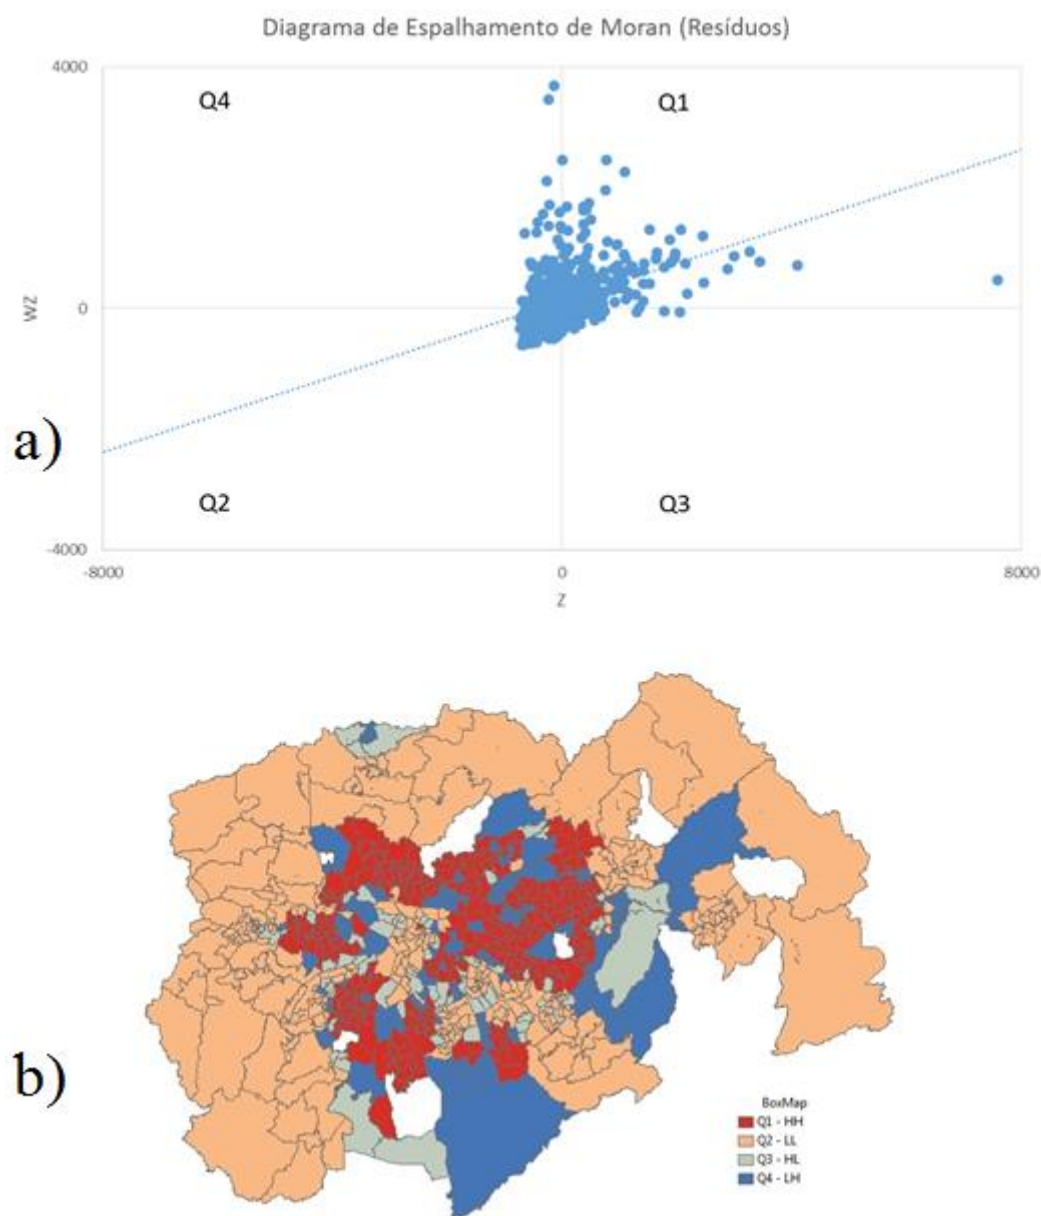 Diagrama de Espalhamento de Moran (Resíduos)
4000
Q4
Q1
WZ
0
a)
Q2
Q3
-4000
-8000
0
8000
Z
b)
BoxMap
Q1 - HH
Q2 - LL
Q3 - HL
Q4 - LH